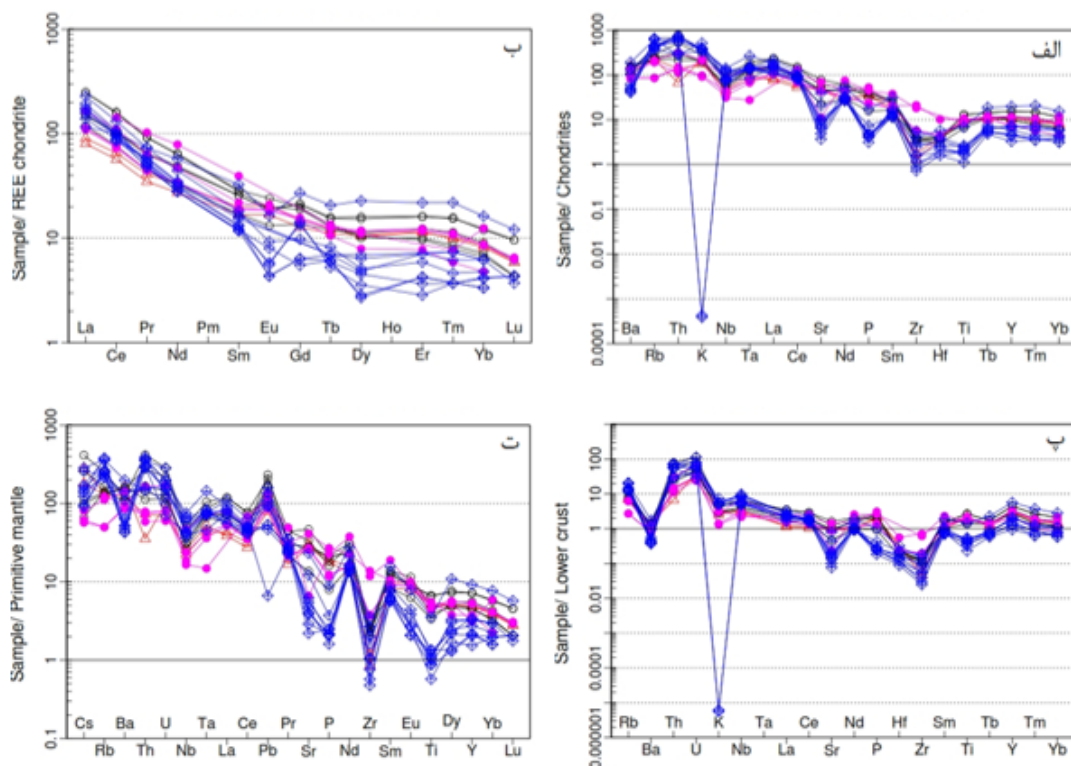 ب
Sample/ REE chondrite
1000
100
10
1
La Pr Pm Eu Tb Ho Tm Lu
Ce Nd Sm Gd Dy Er Yb
الف
Sample/ Chondrites
1000
100
10
1
0.1
0.01
0.0001
Ba Th Nb La Sr P Zr Ti Y Yb
Rb K Ta Ce Nd Sm Hf Tb Tm
ت
Sample/ Primitive mantle
1000
100
10
1
0.1
Cs Ba U Ta Ce Pr P Zr Eu Dy Yb
Rb Th Nb La Pb Sr Nd Sm Ti Y Lu
پ
Sample/ Lower crust
100
10
1
0.01
0.0001
0.000001
Rb Th K Ta Ce Nd Hf Sm Tb Tm
Ba U Nb La Sr P Zr Ti Y Yb